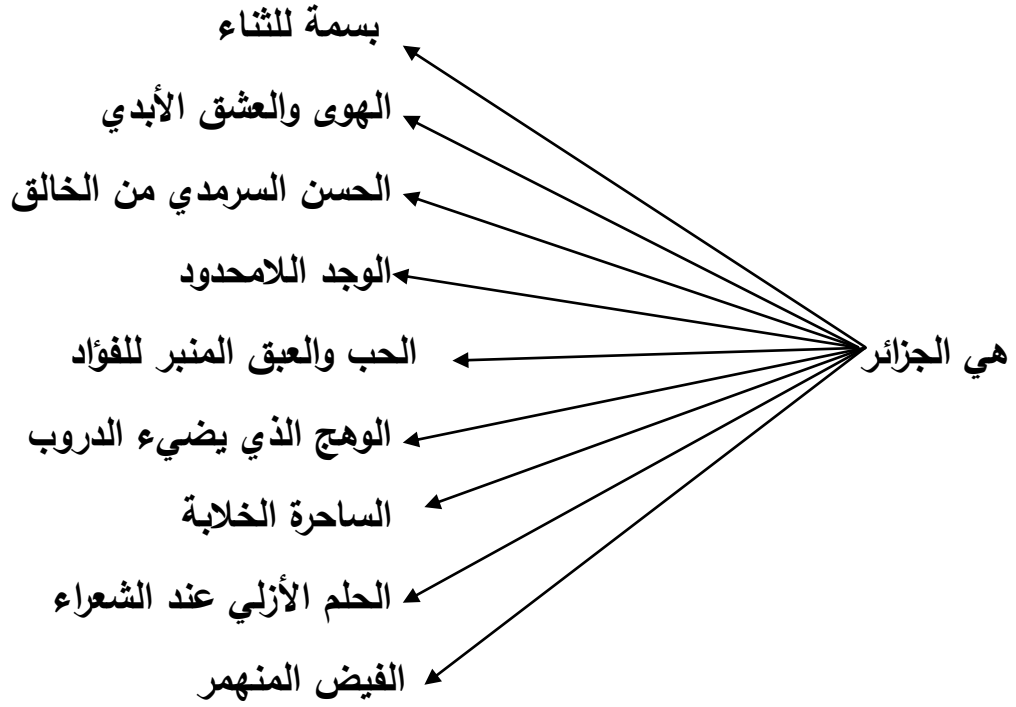 بسمة للثناء
الهوى والعشق الأبدي
الحسن السرمدي من الخالق
الوجد اللامحدود
هي الجزائر
الحب والعبق المنبر للفؤاد
الوهج الذي يضيء الدروب
الساحرة الخلابة
الحلم الأزلي عند الشعراء
الفيض المنهمر